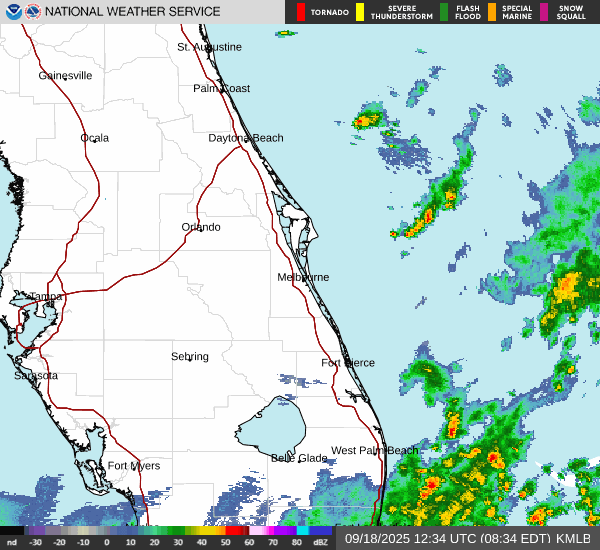 NATIONAL WEATHER SERVICE
TORNADO
SEVERE THUNDERSTORM
FLASH FLOOD
SPECIAL MARINE
SNOW SQUALL
St. Augustine
Gainesville
Palm Coast
Ocala
Daytona Beach
Orlando
Melbourne
Tampa
Sebring
Fort Pierce
Sarasota
West Palm Beach
Belle Glade
Fort Myers
nd -30 -20 -10 0 10 20 30 40 50 60 70 80 dBZ
09/18/2025 12:34 UTC (08:34 EDT) KMLB